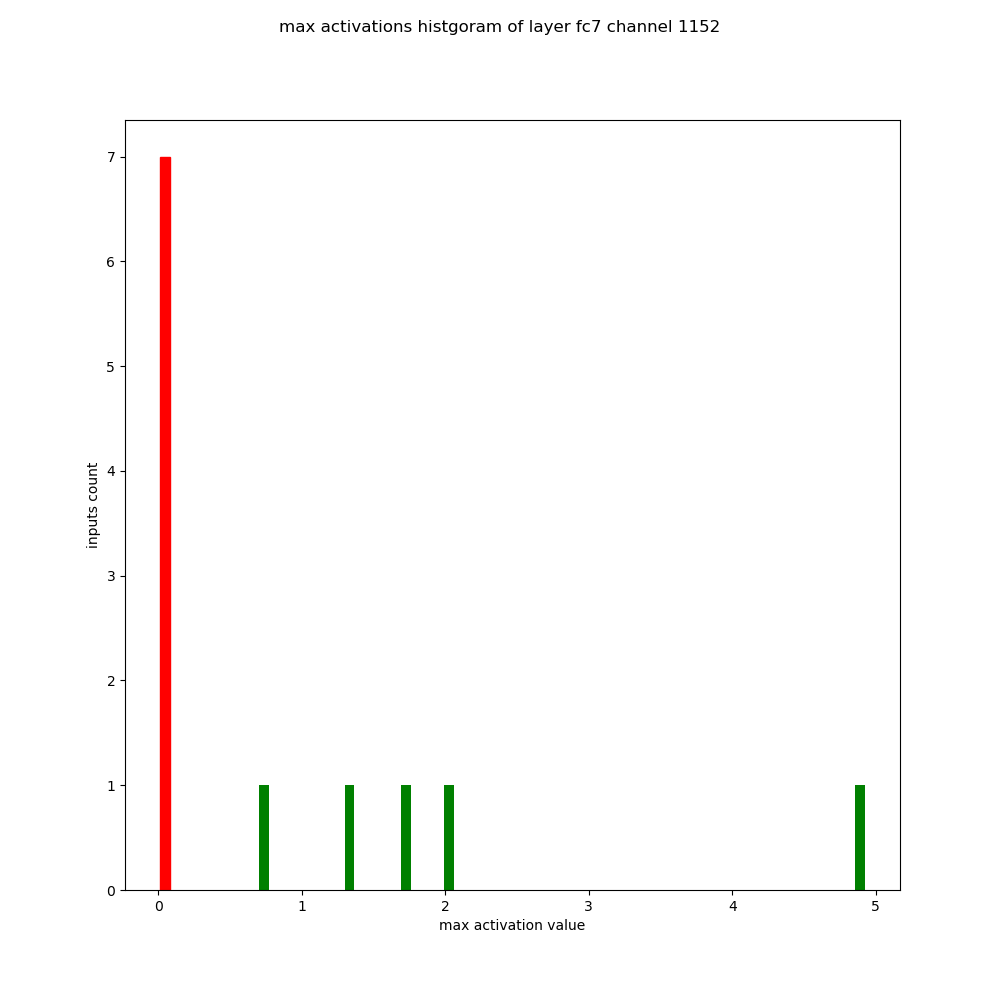 max activations histgoram of layer fc7 channel 1152
7
6
5
4
3
2
1
0
inputs count
0 1 2 3 4 5
max activation value